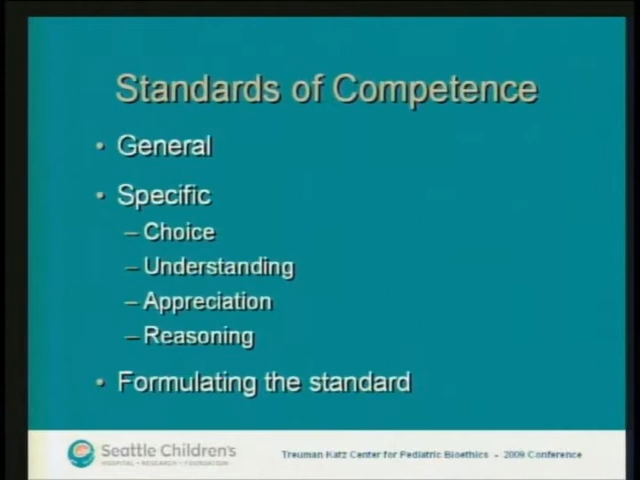 Standards of Competence
• General
• Specific
– Choice
– Understanding
– Appreciation
– Reasoning
• Formulating the standard
Seattle Children's
HOSPITAL • RESEARCH • FOUNDATION
Treuman Katz Center for Pediatric Bioethics - 2009 Conference